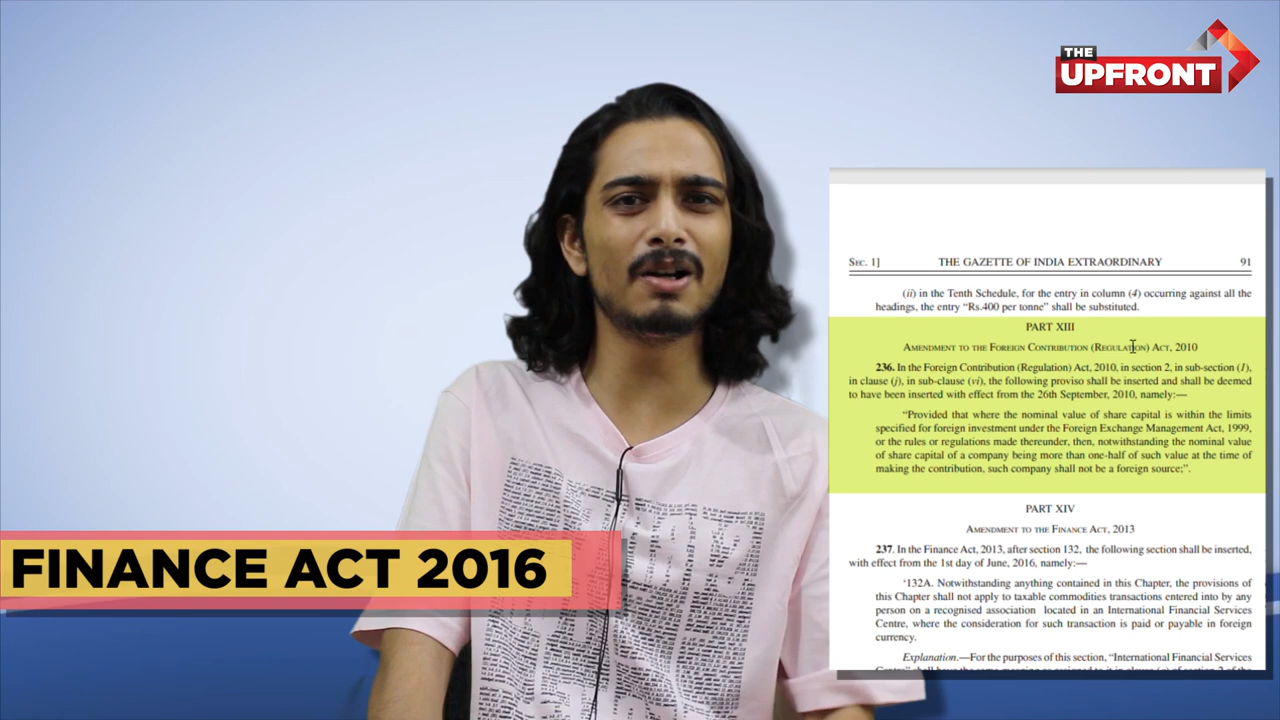 THE
UPFRONT
SEC. 1]
THE GAZETTE OF INDIA EXTRAORDINARY
91
(ii) in the Tenth Schedule, for the entry in column (4) occurring against all the
headings, the entry “Rs.400 per tonne” shall be substituted.
PART XIII
AMENDMENT TO THE FOREIGN CONTRIBUTION (REGULATION) ACT, 2010
236. In the Foreign Contribution (Regulation) Act, 2010, in section 2, in sub-section (1),
in clause (j), in sub-clause (vi), the following proviso shall be inserted and shall be deemed
to have been inserted with effect from the 26th September, 2010, namely:—
“Provided that where the nominal value of share capital is within the limits
specified for foreign investment under the Foreign Exchange Management Act, 1999,
or the rules or regulations made thereunder, then, notwithstanding the nominal value
of share capital of a company being more than one-half of such value at the time of
making the contribution, such company shall not be a foreign source;”.
PART XIV
AMENDMENT TO THE FINANCE ACT, 2013
237. In the Finance Act, 2013, after section 132, the following section shall be inserted,
with effect from the 1st day of June, 2016, namely:—
‘132A. Notwithstanding anything contained in this Chapter, the provisions of
this Chapter shall not apply to taxable commodities transactions entered into by any
person on a recognised association located in an International Financial Services
Centre, where the consideration for such transaction is paid or payable in foreign
currency.
Explanation.—For the purposes of this section, “International Financial Services
FINANCE ACT 2016